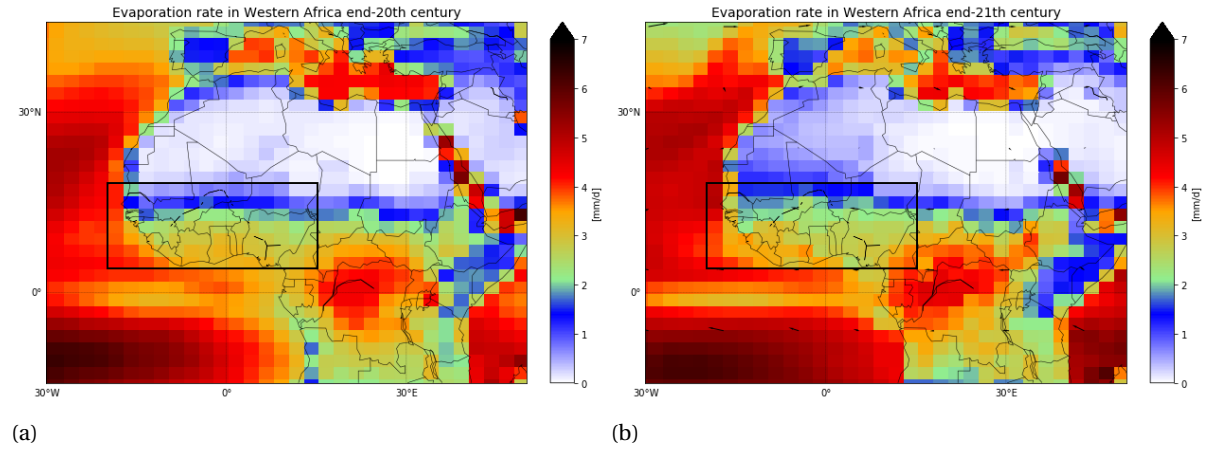 Evaporation rate in Western Africa end-20th century
30°N
0°
30°W
0°
30°E
7
6
5
4
3
2
1
0
[mm/d]
(a)
Evaporation rate in Western Africa end-21th century
30°N
0°
30°W
0°
30°E
7
6
5
4
3
2
1
0
[mm/d]
(b)